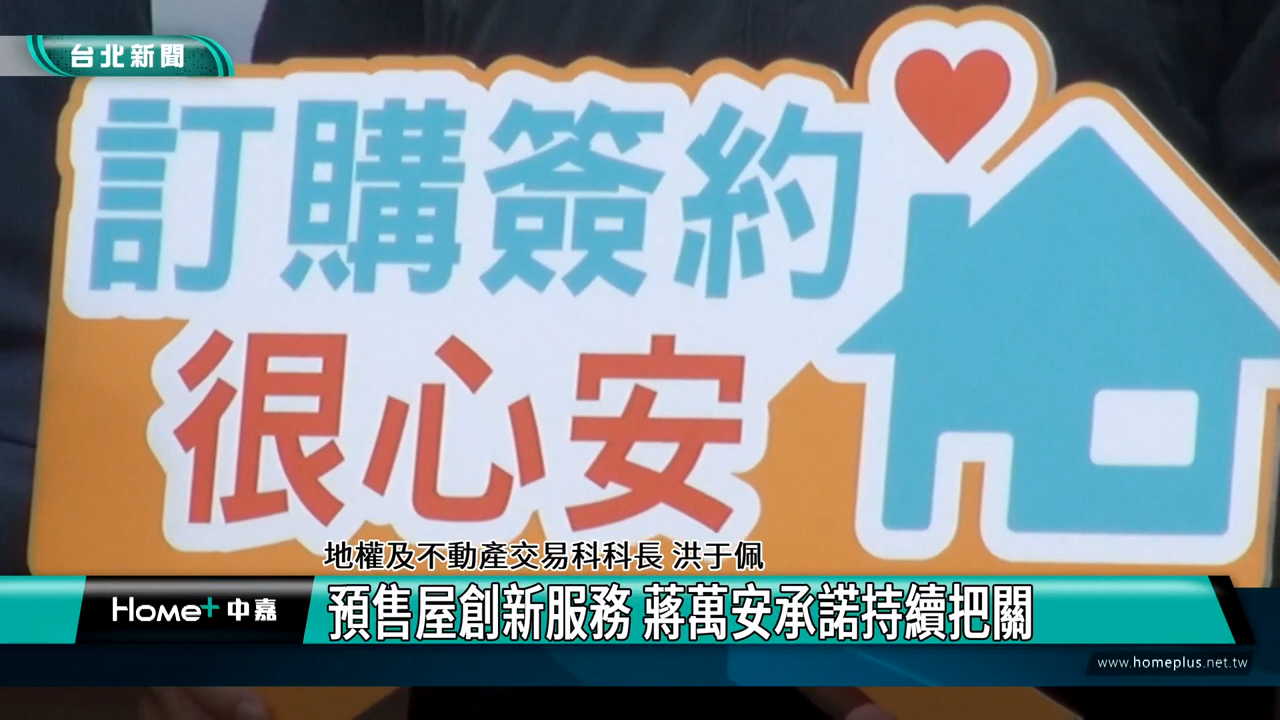 台北新聞
訂購簽約
很心安
地權及不動產交易科科長 洪于佩
Home+ 中嘉
預售屋創新服務 蔣萬安承諾持續把關
www.homeplus.net.tw